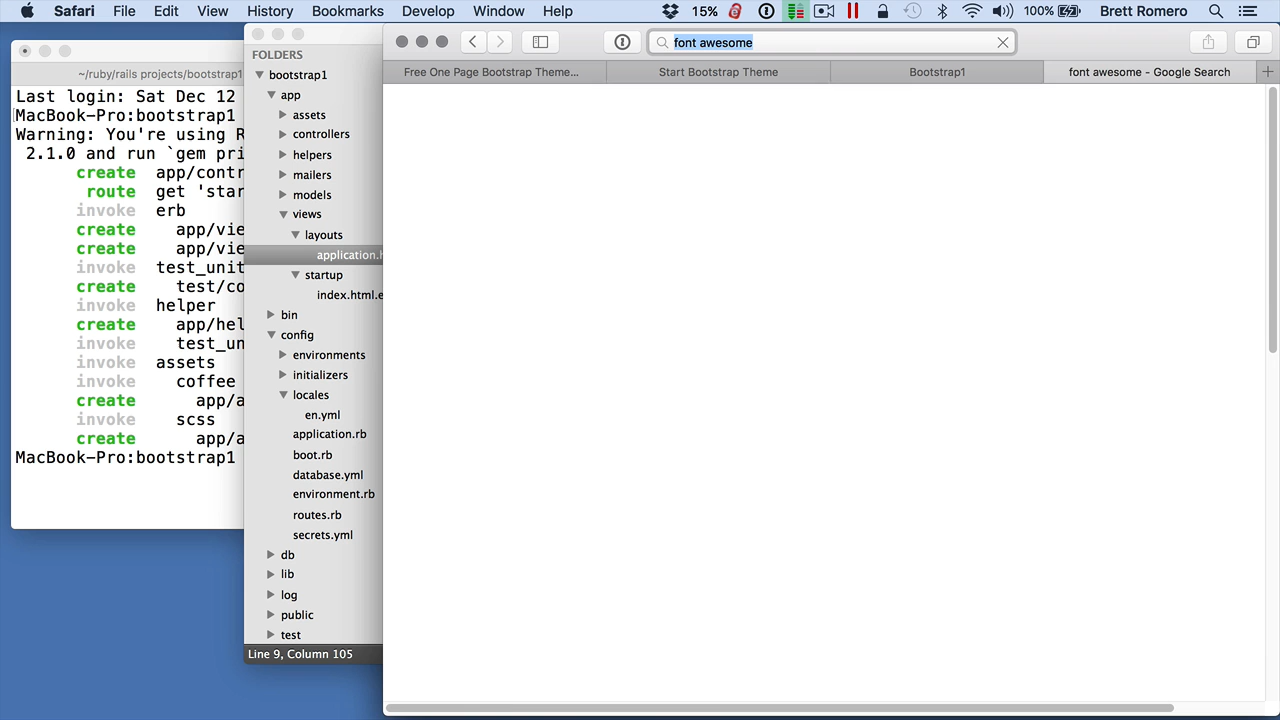 Safari File Edit View History Bookmarks Develop Window Help 15% 100% Brett Romero
~/ruby/rails projects/bootstrap1
Last login: Sat Dec 12
MacBook-Pro:bootstrap1
Warning: You're using R
2.1.0 and run `gem pri
create app/contr
route get 'star
invoke erb
create app/vie
create app/vie
invoke test_unit
create test/co
invoke helper
create app/hel
invoke test_un
invoke assets
invoke coffee
create app/a
invoke scss
create app/a
MacBook-Pro:bootstrap1
FOLDERS
bootstrap1
app
assets
controllers
helpers
mailers
models
views
layouts
application.h
startup
index.html.e
bin
config
environments
initializers
locales
en.yml
application.rb
boot.rb
database.yml
environment.rb
routes.rb
secrets.yml
db
lib
log
public
test
Line 9, Column 105
font awesome
Free One Page Bootstrap Theme... Start Bootstrap Theme Bootstrap1 font awesome - Google Search